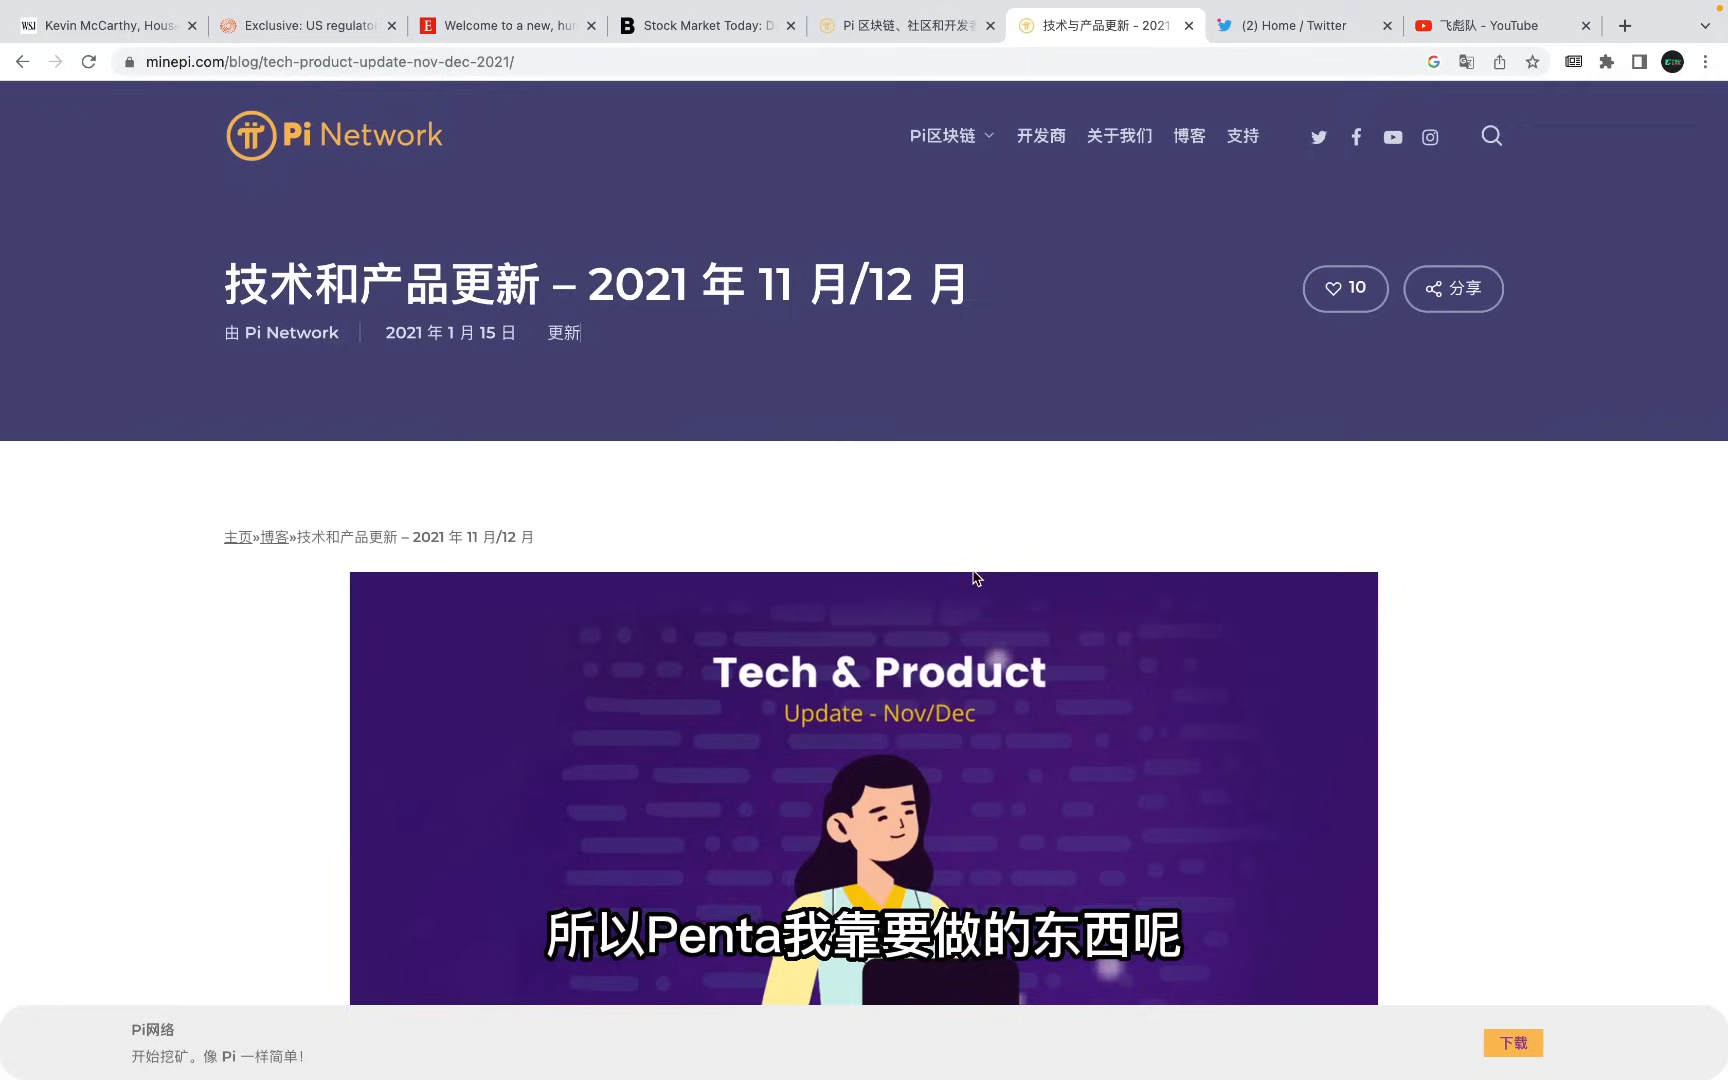 Kevin McCarthy, House
Exclusive: US regulator
Welcome to a new, hu
Stock Market Today: D
Pi 区块链、社区和开发者
技术与产品更新 - 2021
(2) Home / Twitter
飞彪队 - YouTube
minepi.com/blog/tech-product-update-nov-dec-2021/
Pi Network
Pi区块链
开发商
关于我们
博客
支持
技术和产品更新 – 2021 年 11 月/12 月
10
分享
由 Pi Network
2021 年 1 月 15 日
更新
主页»博客»技术和产品更新 – 2021 年 11 月/12 月
Tech & Product
Update - Nov/Dec
所以Penta我靠要做的东西呢
Pi网络
开始挖矿。像 Pi 一样简单！
下载